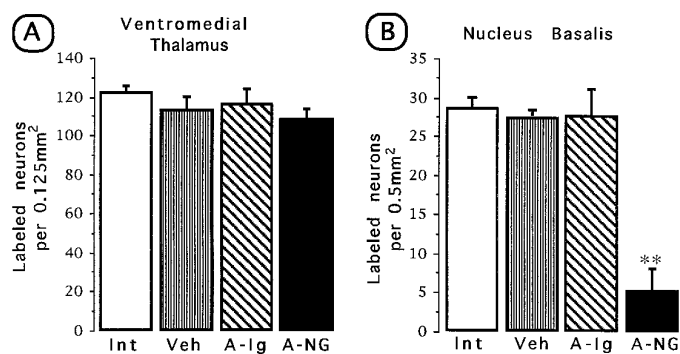 A
Ventromedial
Thalamus
Labeled neurons
per 0.125mm²
140
120
100
80
60
40
20
0
Int Veh A-Ig A-NG
B
Nucleus Basalis
Labeled neurons
per 0.5mm²
35
30
25
20
15
10
5
0
**
Int Veh A-Ig A-NG